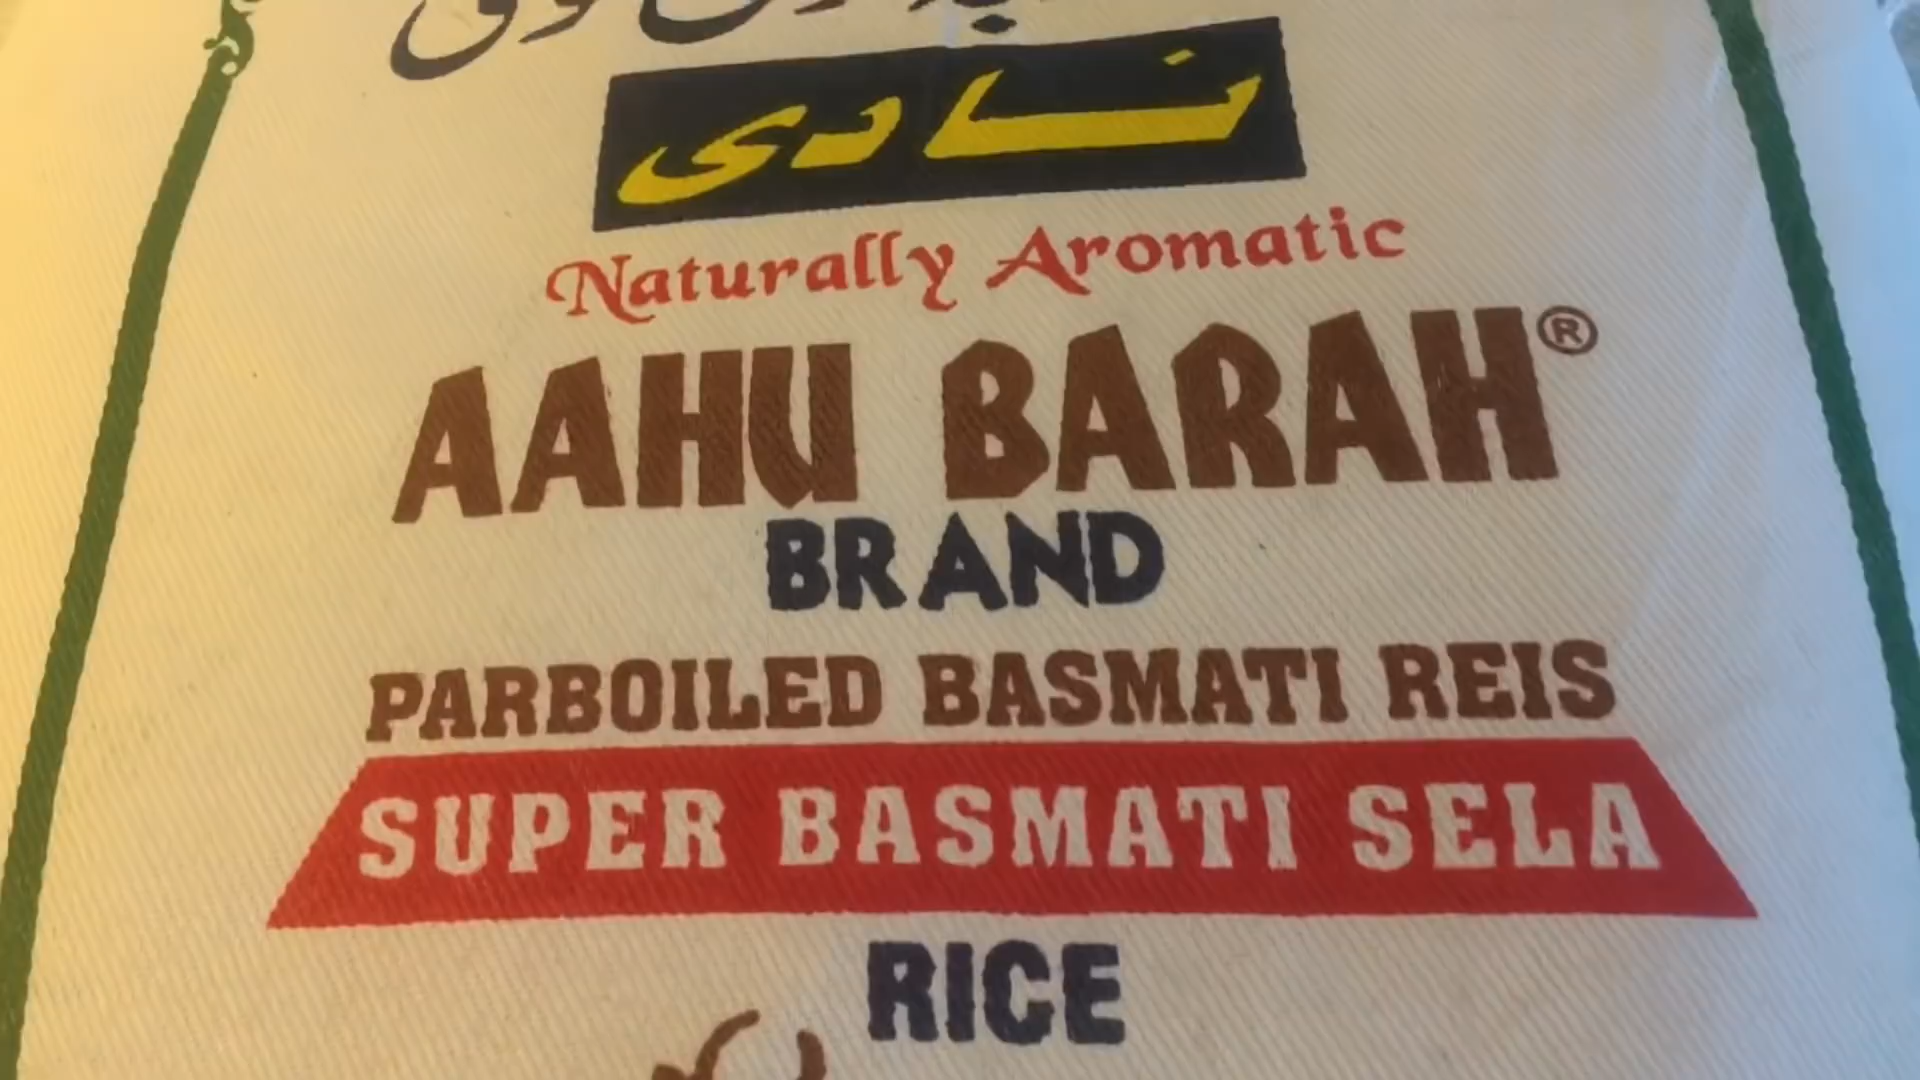 نادی
Naturally Aromatic
AAHU BARAH®
BRAND
PARBOILED BASMATI REIS
SUPER BASMATI SELA
RICE